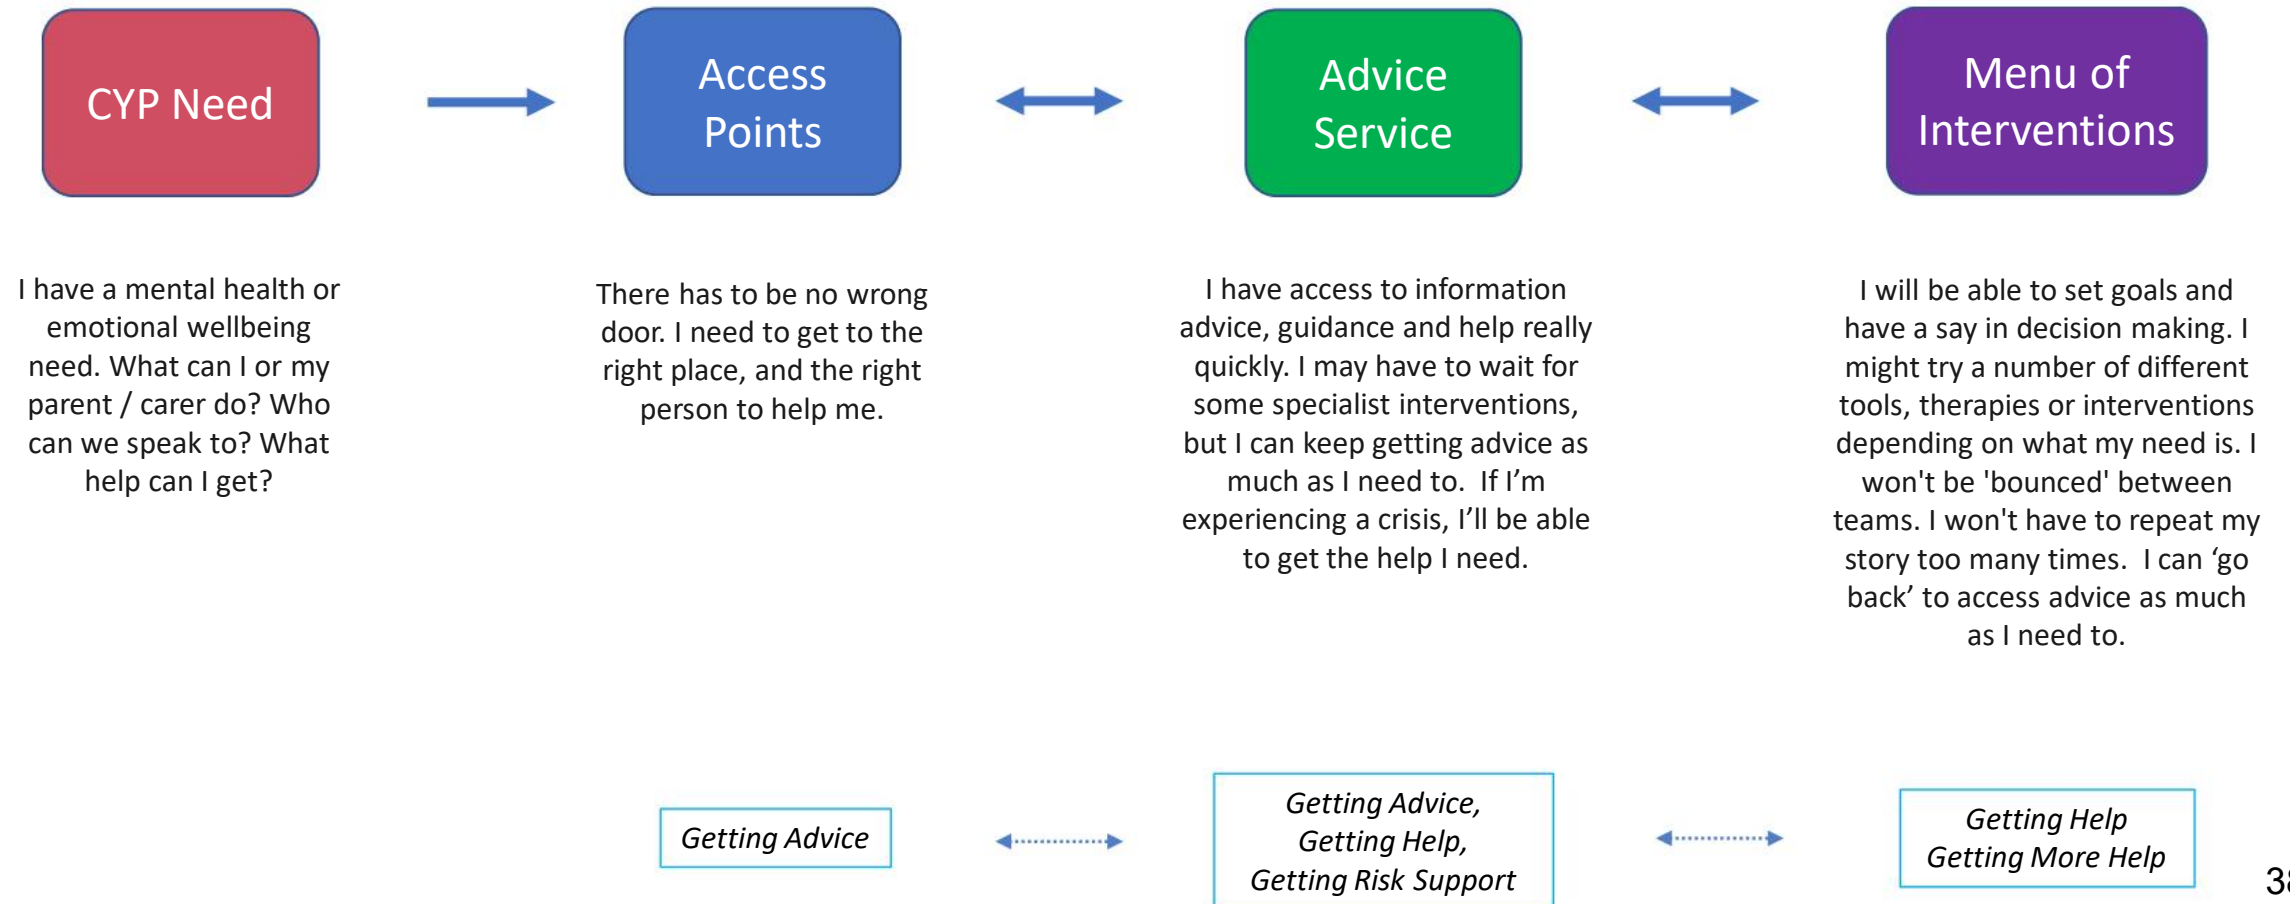 CYP Need
Access
Points
Advice
Service
Menu of
Interventions
I have a mental health or
emotional wellbeing
need. What can I or my
parent / carer do? Who
can we speak to? What
help can I get?
There has to be no wrong
door. I need to get to the
right place, and the right
person to help me.
I have access to information
advice, guidance and help really
quickly. I may have to wait for
some specialist interventions,
but I can keep getting advice as
much as I need to.  If I’m
experiencing a crisis, I’ll be able
to get the help I need.
I will be able to set goals and
have a say in decision making. I
might try a number of different
tools, therapies or interventions
depending on what my need is. I
won't be 'bounced' between
teams. I won't have to repeat my
story too many times.  I can ‘go
back’ to access advice as much
as I need to.
Getting Advice
Getting Advice,
Getting Help,
Getting Risk Support
Getting Help
Getting More Help
38